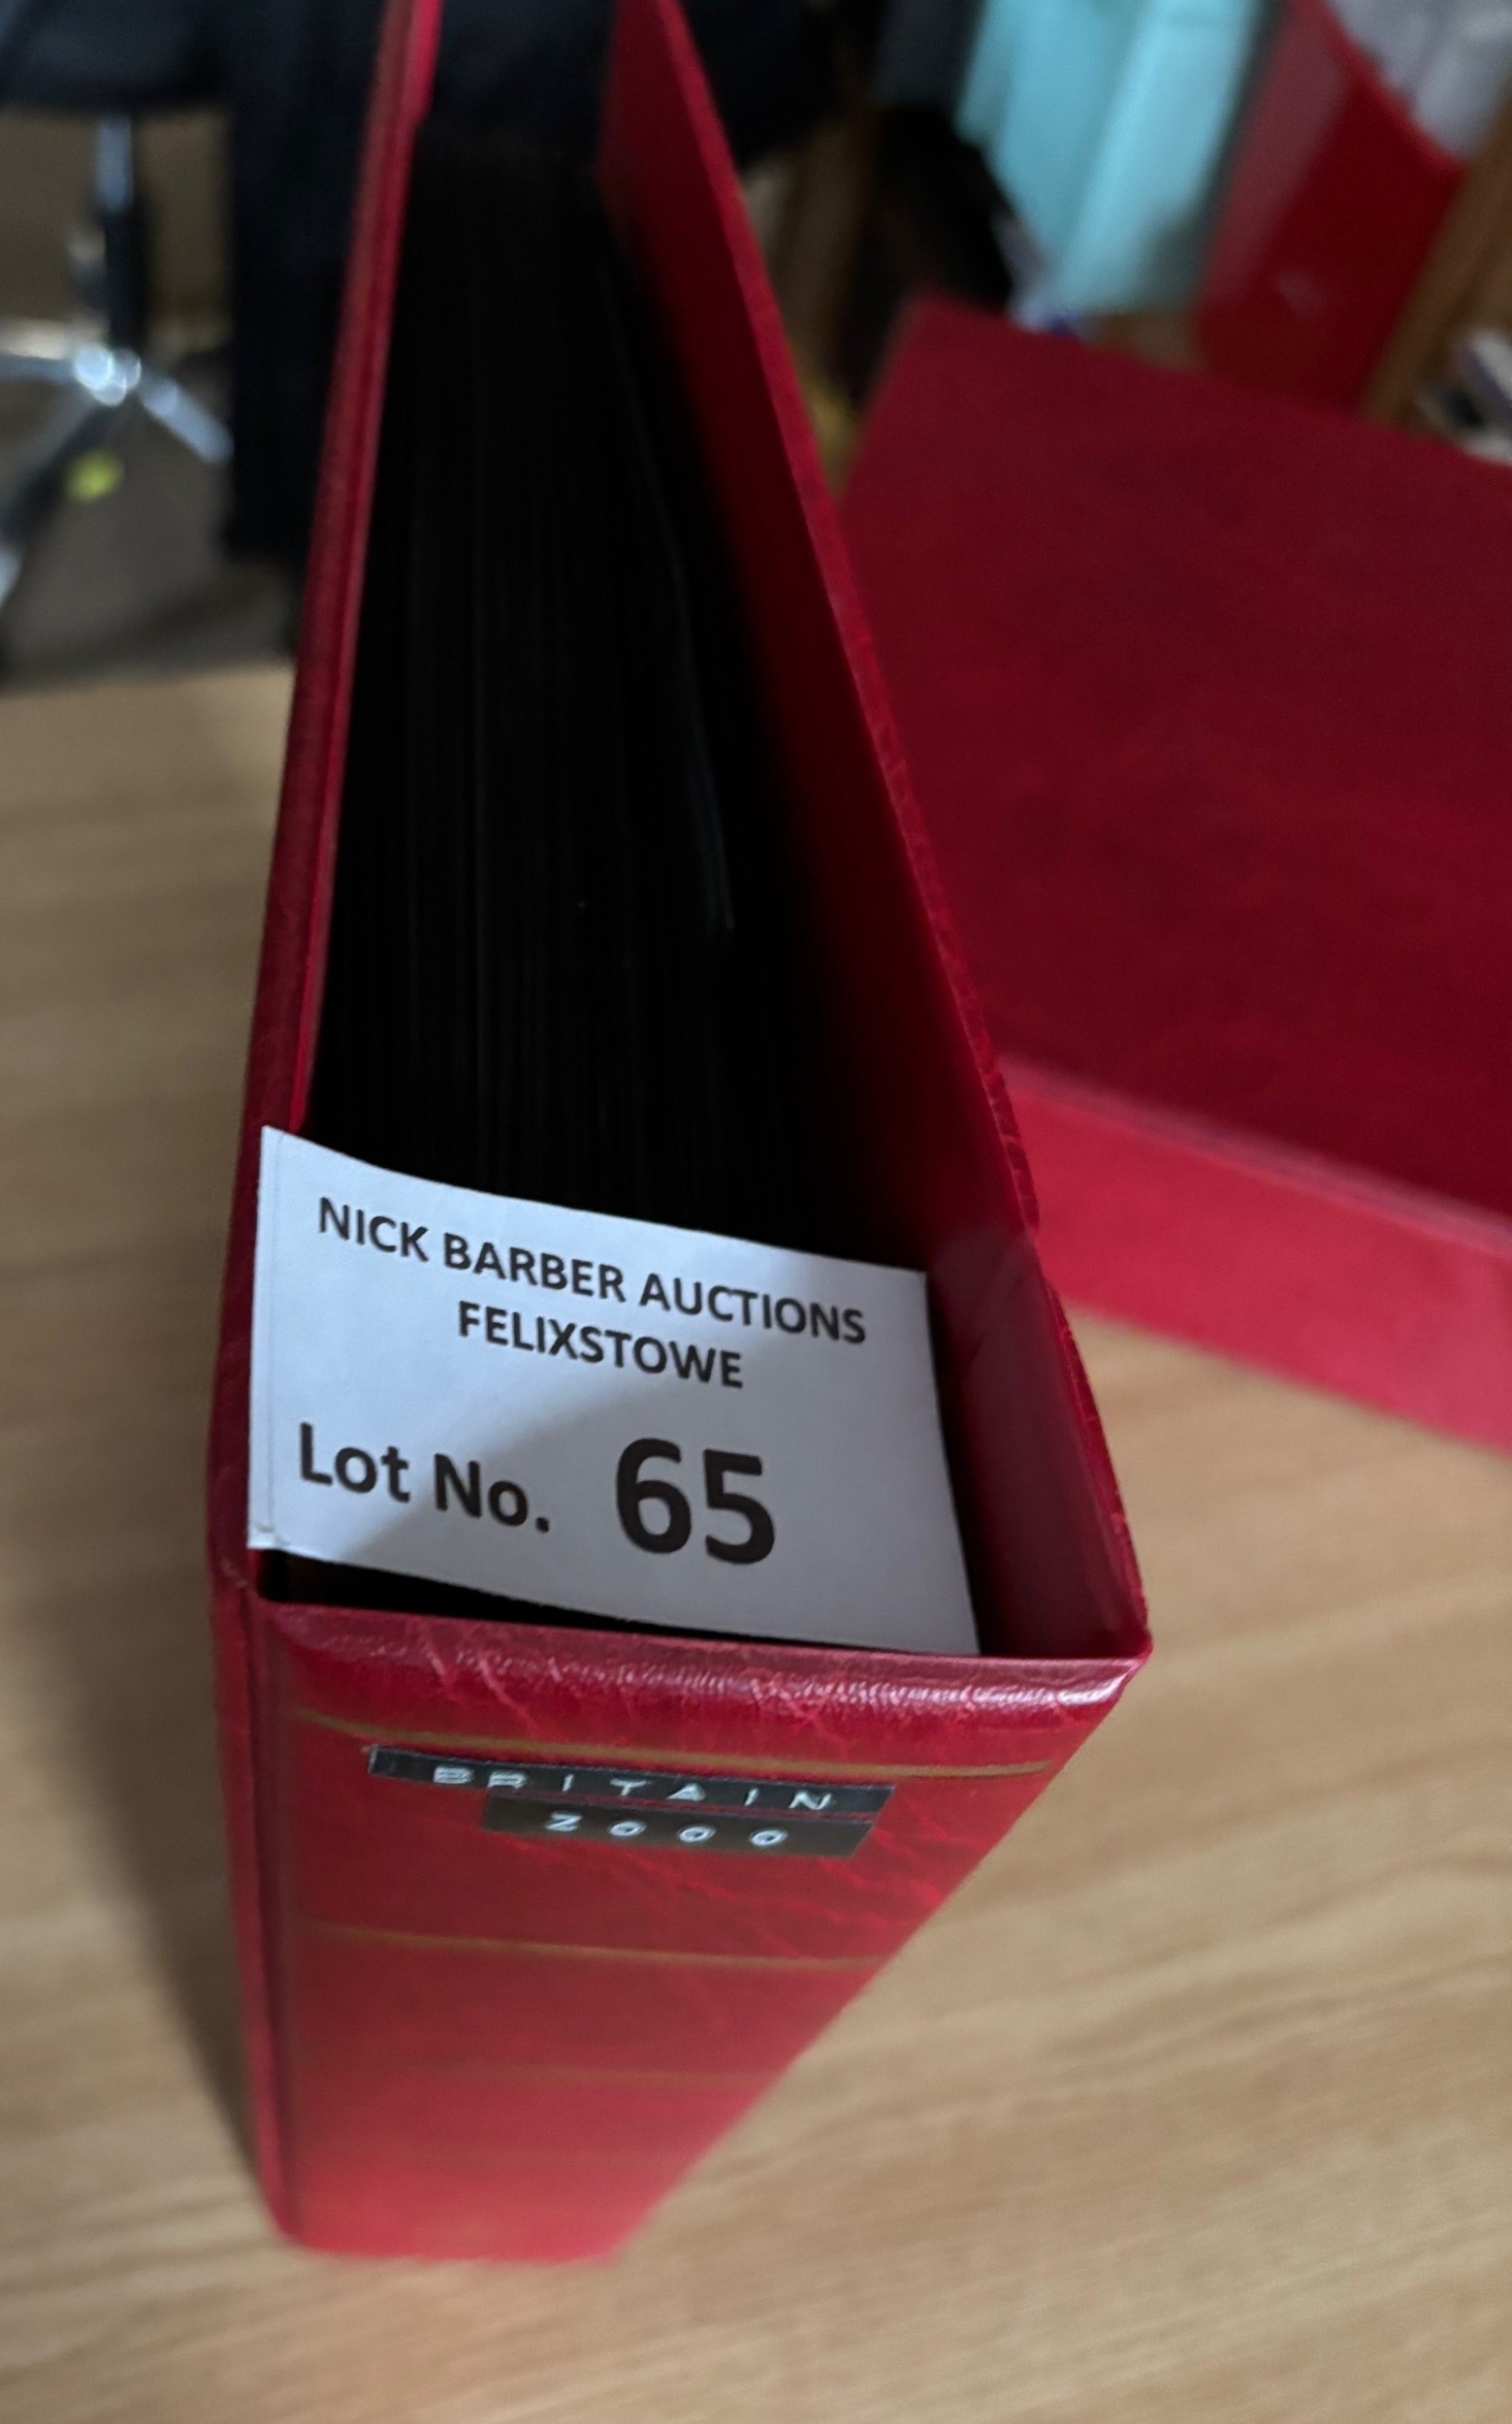 NICK BARBER AUCTIONS
FELIXSTOWE
Lot No. 65
BRITAIN
2000